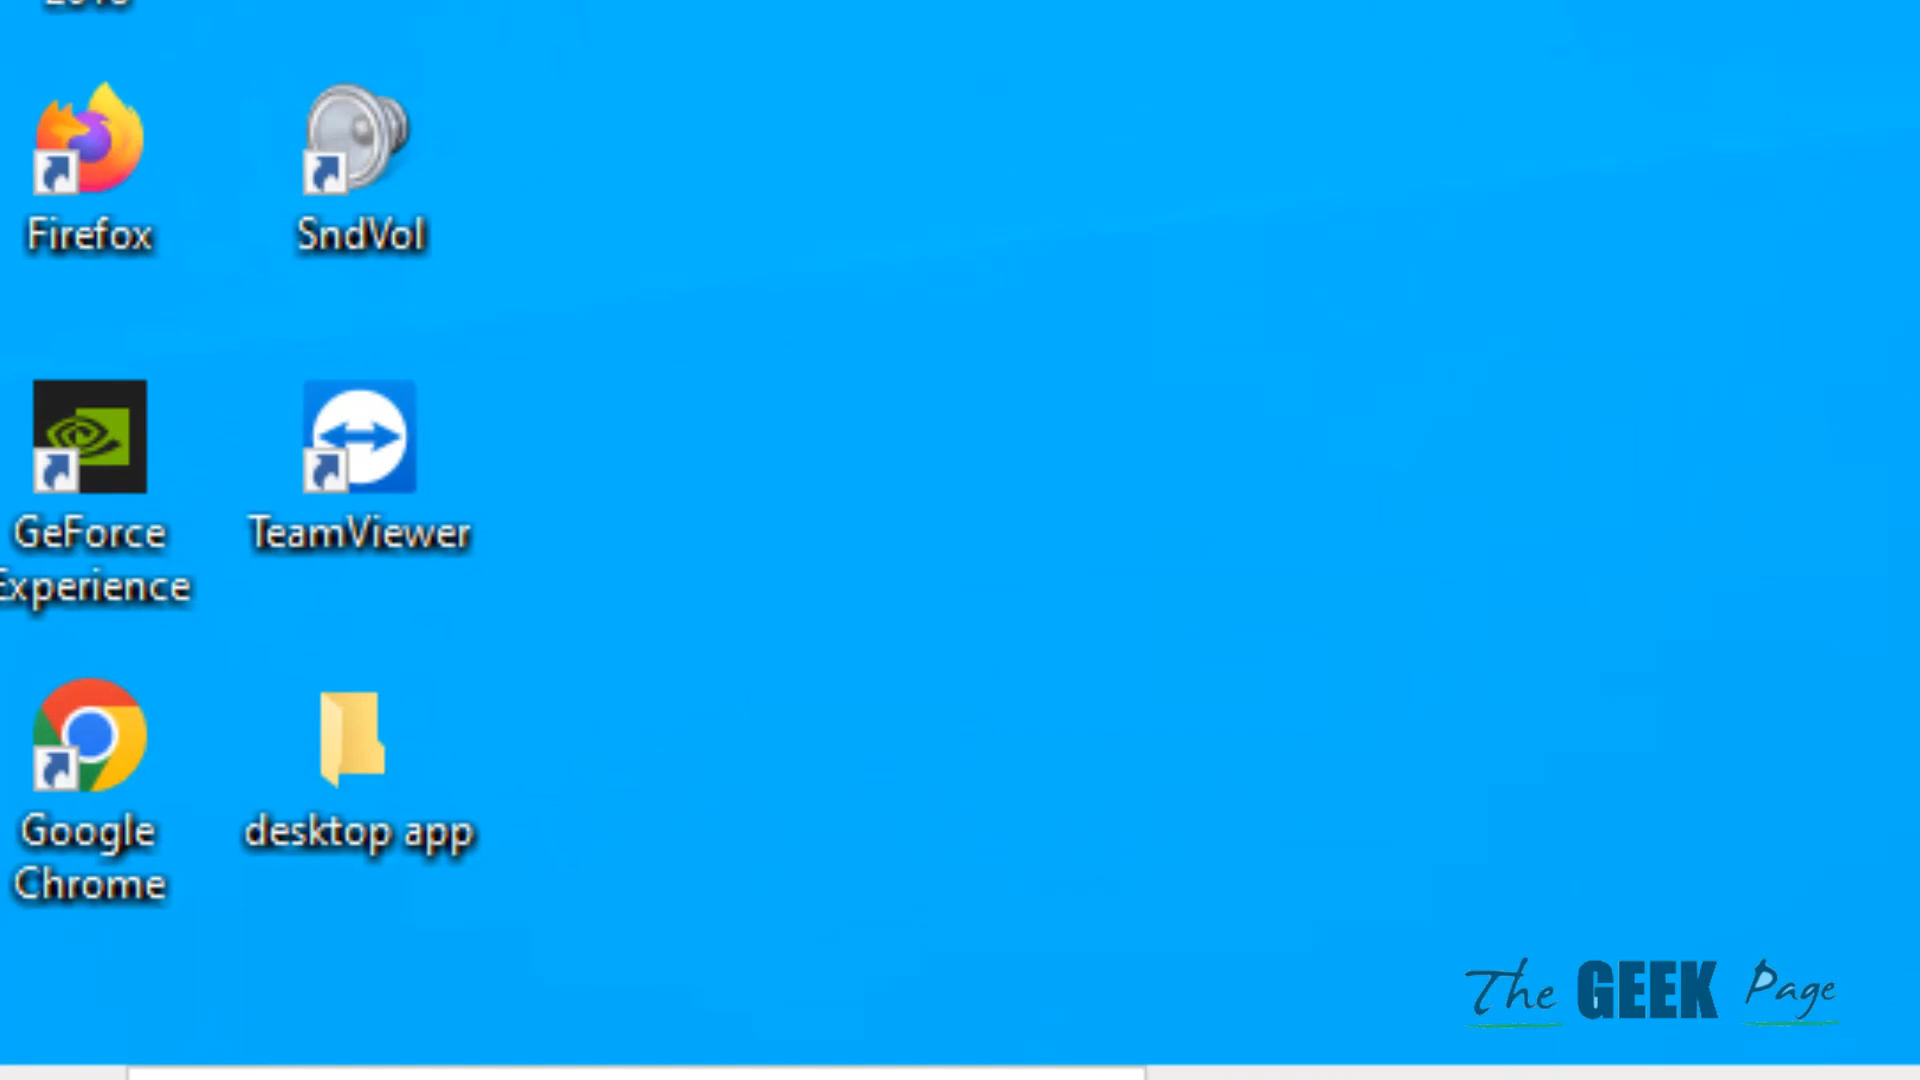 Firefox
SndVol
GeForce
Experience
TeamViewer
Google
Chrome
desktop app
The GEEK Page